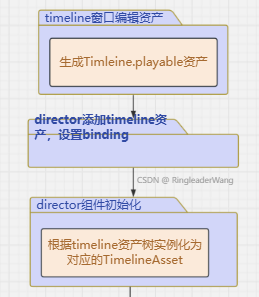 timeline窗口编辑资产
生成Timleine.playable资产
director添加timeline资
产，设置binding
CSDN @ RingleaderWang
director组件初始化
根据timeline资产树实例化为
对应的TimelineAsset